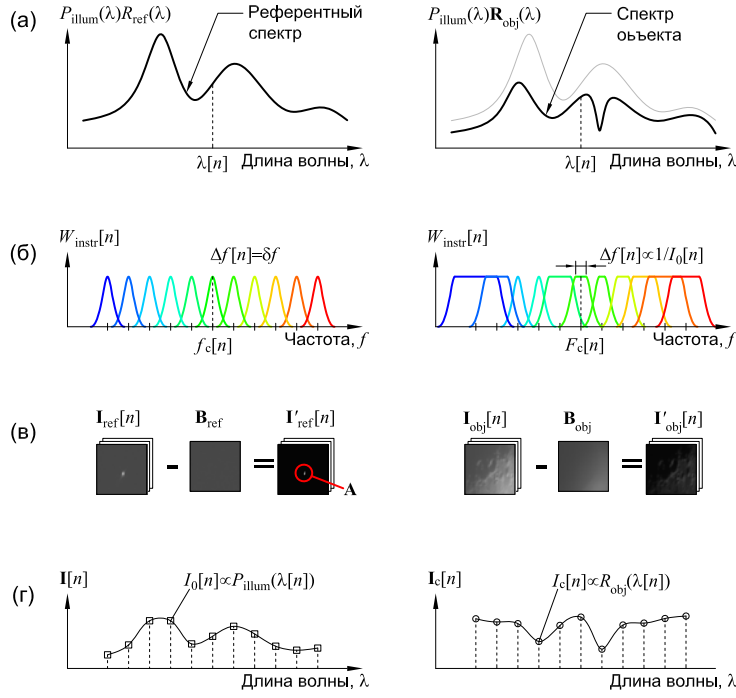 (а)
P_illum(λ)R_ref(λ)
Референтный
спектр
λ[n]
Длина волны, λ
P_illum(λ)R_obj(λ)
Спектр
оьъекта
λ[n]
Длина волны, λ
(б)
W_instr[n]
Δf[n]=δf
f_c[n]
Частота, f
W_instr[n]
Δf[n]∝1/I_0[n]
F_c[n]
Частота, f
(в)
I_ref[n]
B_ref
I′_ref[n]
-
=
A
I_obj[n]
B_obj
I′_obj[n]
-
=
(г)
I[n]
I_0[n]∝P_illum(λ[n])
Длина волны, λ
I_c[n]
I_c[n]∝R_obj(λ[n])
Длина волны, λ